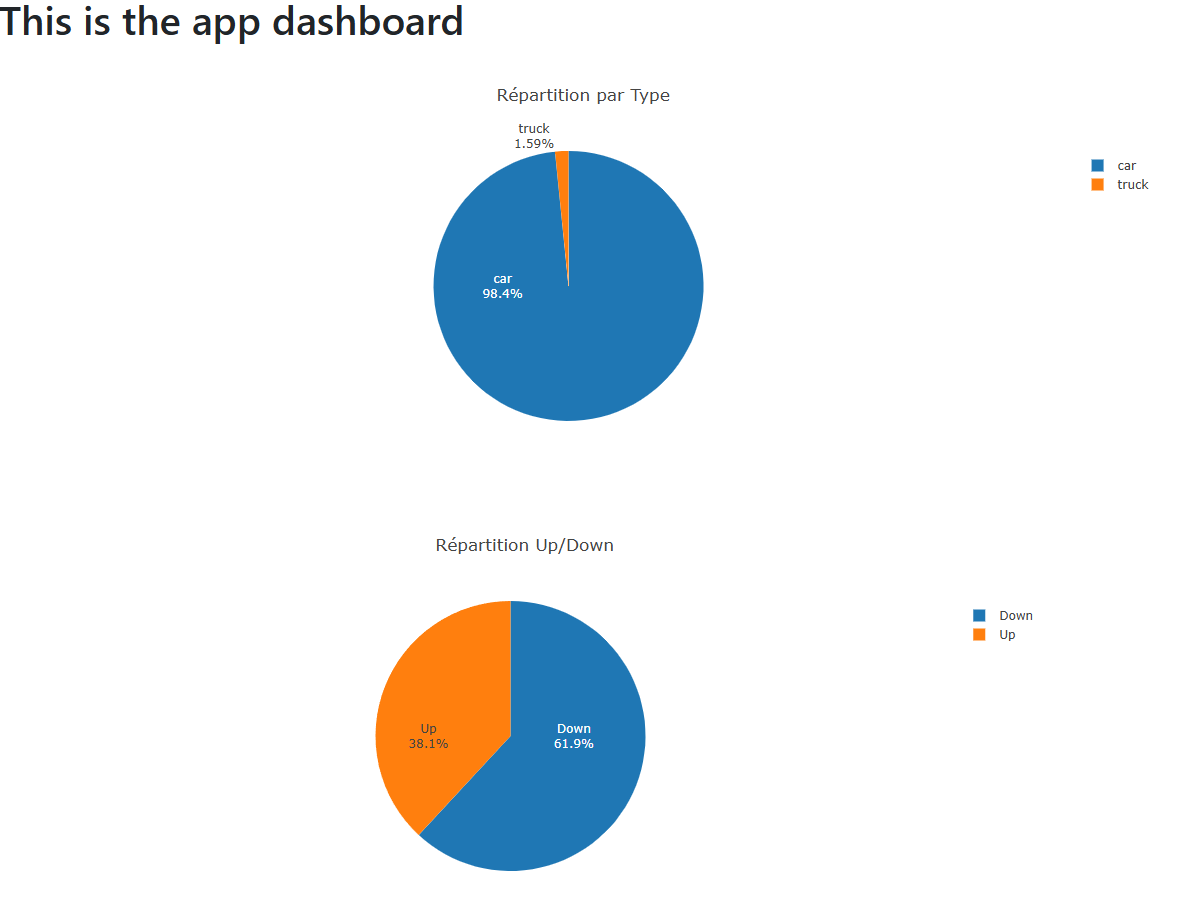 This is the app dashboard
Répartition par Type
truck
1.59%
car
98.4%
car
truck
Répartition Up/Down
Up
38.1%
Down
61.9%
Down
Up